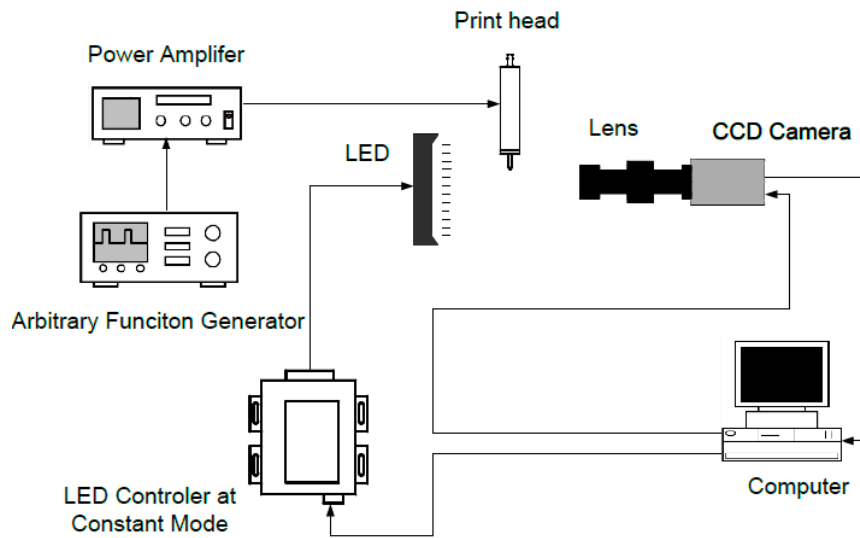 Print head
Power Amplifer
Lens
CCD Camera
LED
Arbitrary Funciton Generator
LED Controler at
Constant Mode
Computer